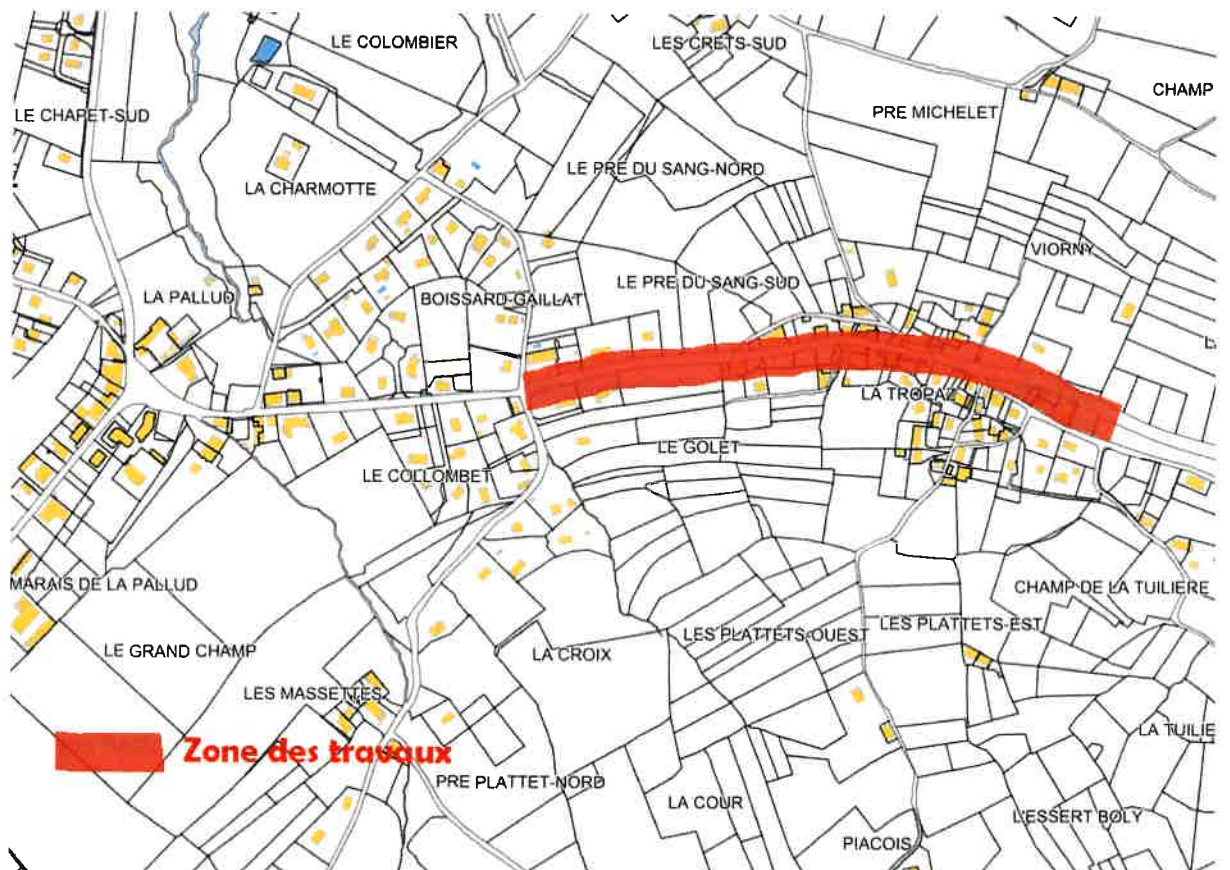 LE COLOMBIER
LES CRETS-SUD
CHAMP
LE CHAPET-SUD
PRE MICHELET
LE PRE DU SANG-NORD
LA CHARMOTTE
VIORNY
LE PRE DU SANG-SUD
LA PALLUD
BOISSARD-GAILLAT
LA TROPAZ
LE GOLET
LE COLLOMBET
MARAIS DE LA PALLUD
CHAMP DE LA TUILIERE
LES PLATTETS-EST
LES PLATTETS-OUEST
LE GRAND CHAMP
LA CROIX
LES MASSETTES
LA TUILIE
Zone des travaux
PRE PLATTET-NORD
LA COUR
L'ESSERT BOLY
PIACOIS